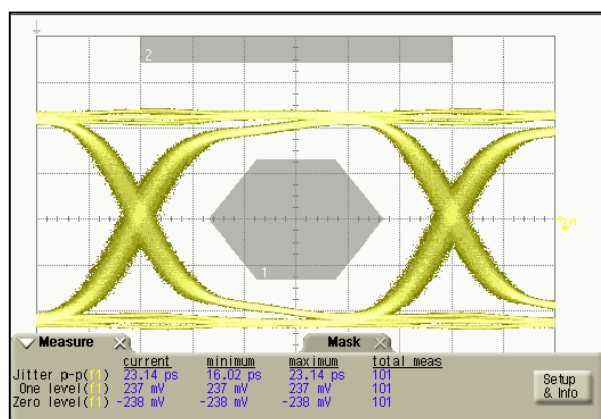 2
1
f1
Measure Mask
current minimum maximum total meas
Jitter p-p(f1) 23.14 ps 16.02 ps 23.14 ps 101
One level(f1) 237 mV 237 mV 237 mV 101
Zero level(f1) -238 mV -238 mV -238 mV 101
Setup
& Info